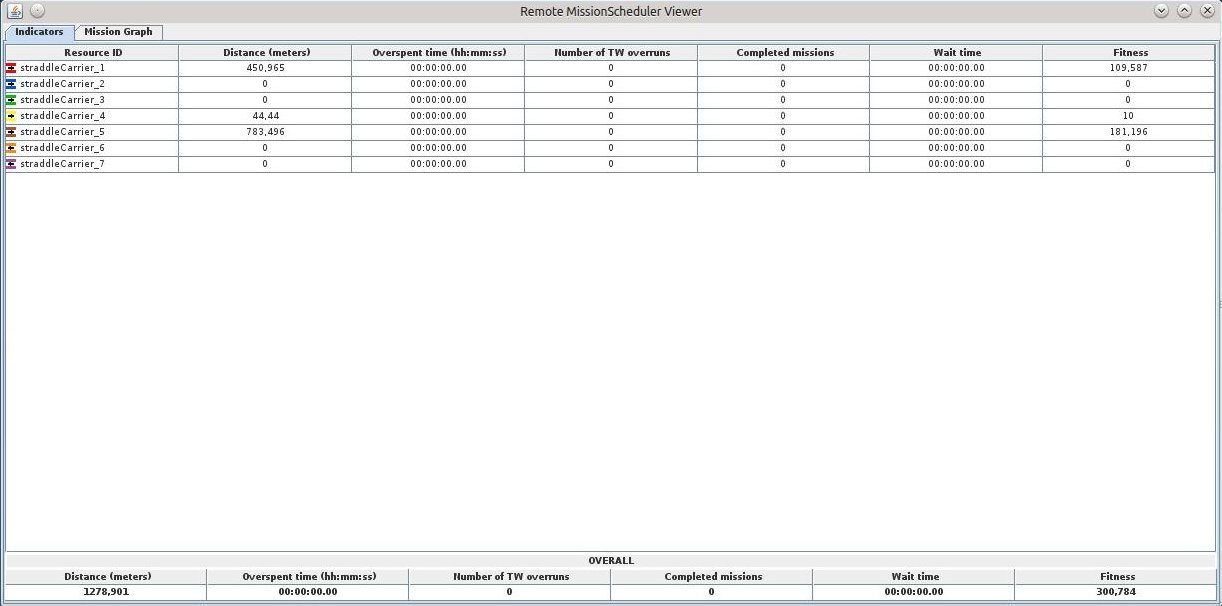 Remote MissionScheduler Viewer
Indicators Mission Graph
Resource ID Distance (meters) Overspent time (hh:mm:ss) Number of TW overruns Completed missions Wait time Fitness
straddleCarrier_1 450,965 00:00:00.00 0 0 00:00:00.00 109,587
straddleCarrier_2 0 00:00:00.00 0 0 00:00:00.00 0
straddleCarrier_3 0 00:00:00.00 0 0 00:00:00.00 0
straddleCarrier_4 44,44 00:00:00.00 0 0 00:00:00.00 10
straddleCarrier_5 783,496 00:00:00.00 0 0 00:00:00.00 181,196
straddleCarrier_6 0 00:00:00.00 0 0 00:00:00.00 0
straddleCarrier_7 0 00:00:00.00 0 0 00:00:00.00 0
OVERALL
Distance (meters) Overspent time (hh:mm:ss) Number of TW overruns Completed missions Wait time Fitness
1278,901 00:00:00.00 0 0 00:00:00.00 300,784